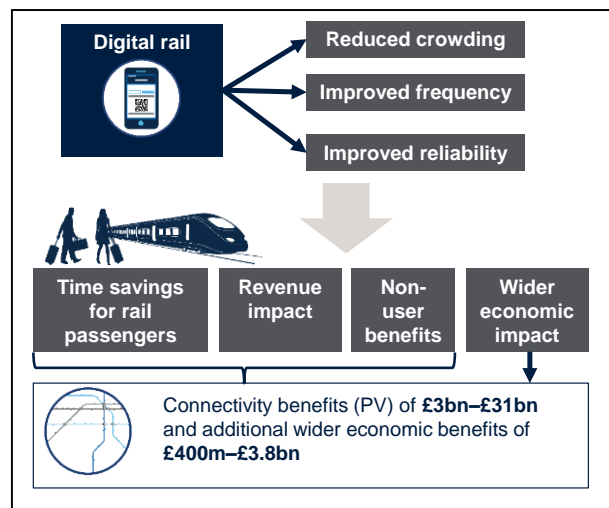 Digital rail
Reduced crowding
Improved frequency
Improved reliability
Time savings
for rail
passengers
Revenue
impact
Non-
user
benefits
Wider
economic
impact
Connectivity benefits (PV) of £3bn–£31bn
and additional wider economic benefits of
£400m–£3.8bn